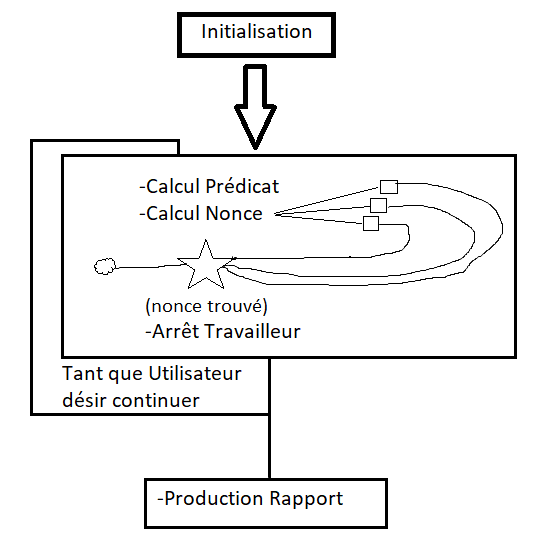 Initialisation
-Calcul Prédicat
-Calcul Nonce
(nonce trouvé)
-Arrêt Travailleur
Tant que Utilisateur
désir continuer
-Production Rapport